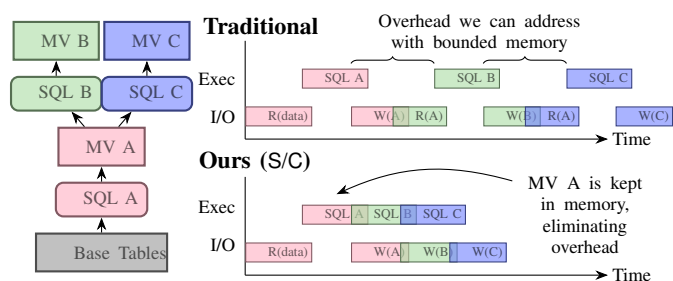 MV B
MV C
SQL B
SQL C
MV A
SQL A
Base Tables
Traditional
Overhead we can address
with bounded memory
Exec
SQL A
SQL B
SQL C
I/O
R(data)
W(A)
R(A)
W(B)
R(A)
W(C)
Time
Ours (S/C)
MV A is kept
in memory,
eliminating
overhead
Exec
SQL A
SQL B
SQL C
I/O
R(data)
W(A)
W(B)
W(C)
Time